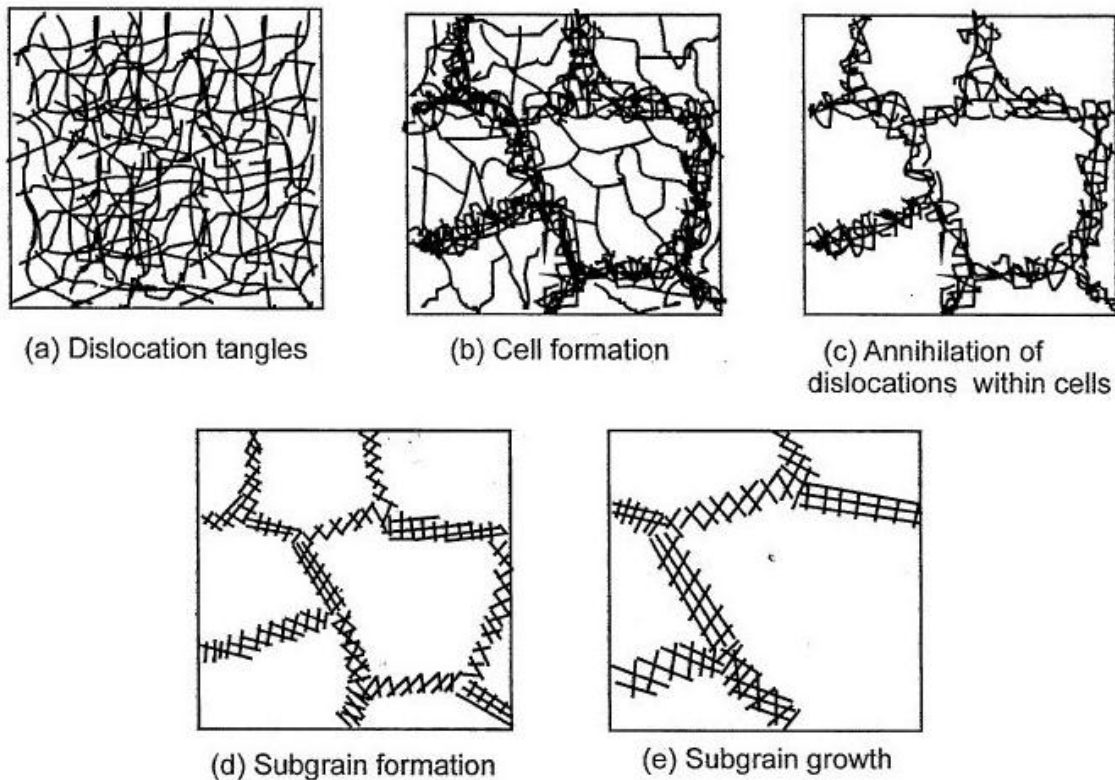 (a) Dislocation tangles
(b) Cell formation
(c) Annihilation of
dislocations within cells
(d) Subgrain formation
(e) Subgrain growth